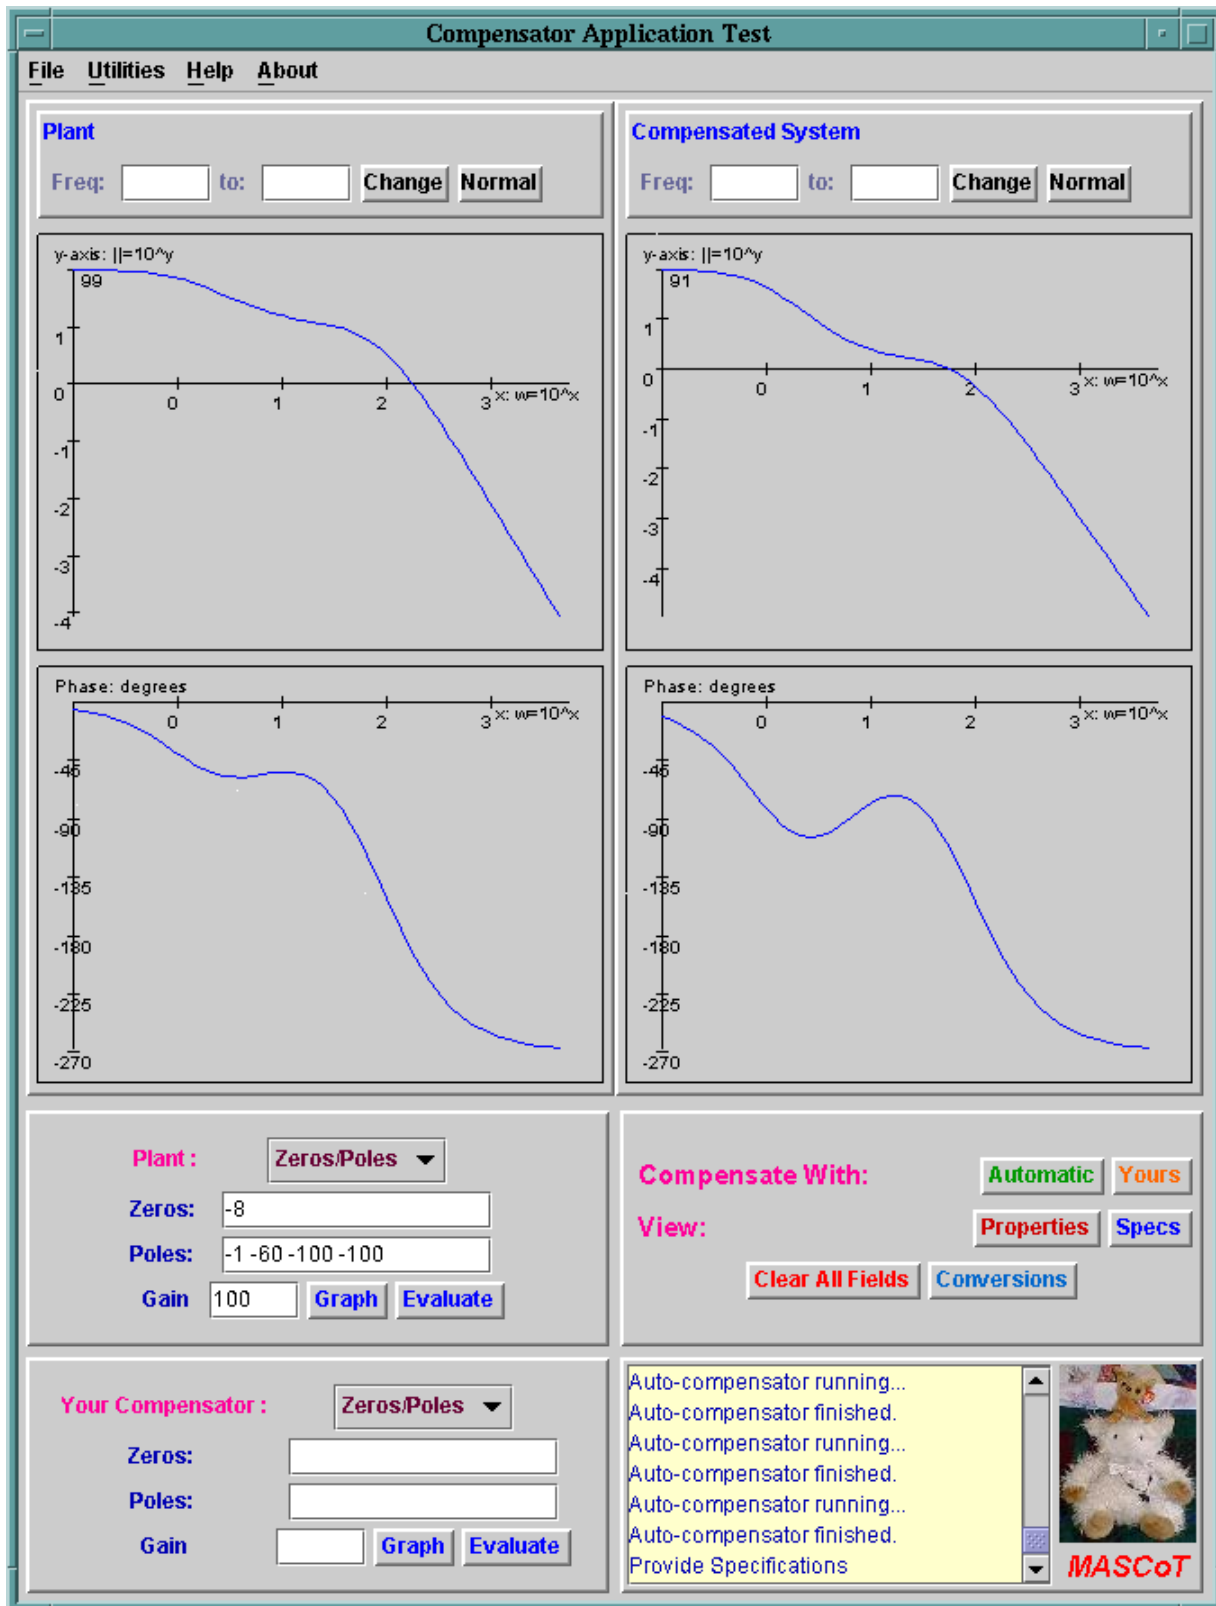 Compensator Application Test
File Utilities Help About
Plant
Freq: to: Change Normal
y-axis: ||=10^y
99
1
0
-1
-2
-3
-4
0 1 2 3 x: w=10^x
Phase: degrees
0 1 2 3 x: w=10^x
-45
-90
-135
-180
-225
-270
Compensated System
Freq: to: Change Normal
y-axis: ||=10^y
91
1
0
-1
-2
-3
-4
0 1 2 3 x: w=10^x
Phase: degrees
0 1 2 3 x: w=10^x
-45
-90
-135
-180
-225
-270
Plant : Zeros/Poles
Zeros: -8
Poles: -1 -60 -100 -100
Gain 100 Graph Evaluate
Compensate With: Automatic Yours
View: Properties Specs
Clear All Fields Conversions
Your Compensator : Zeros/Poles
Zeros:
Poles:
Gain Graph Evaluate
Auto-compensator running...
Auto-compensator finished.
Auto-compensator running...
Auto-compensator finished.
Auto-compensator running...
Auto-compensator finished.
Provide Specifications
MASCoT